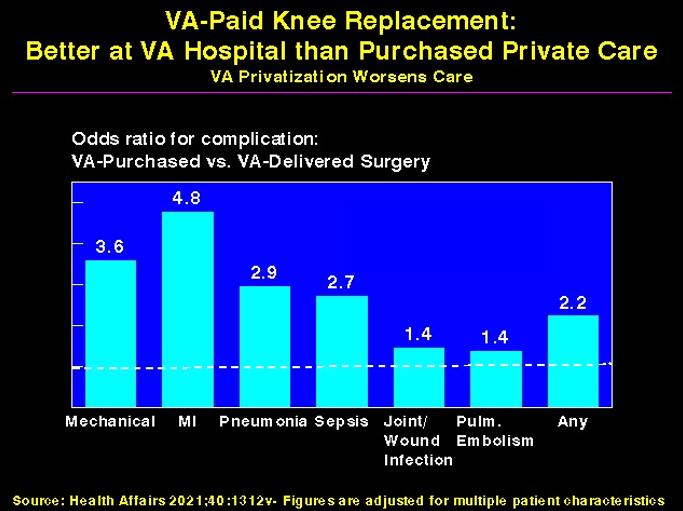 VA-Paid Knee Replacement:
Better at VA Hospital than Purchased Private Care
VA Privatization Worsens Care
Odds ratio for complication:
VA-Purchased vs. VA-Delivered Surgery
3.6
4.8
2.9
2.7
1.4
1.4
2.2
Mechanical
MI
Pneumonia
Sepsis
Joint/
Wound
Infection
Pulm.
Embolism
Any
Source: Health Affairs 2021;40:1312v- Figures are adjusted for multiple patient characteristics